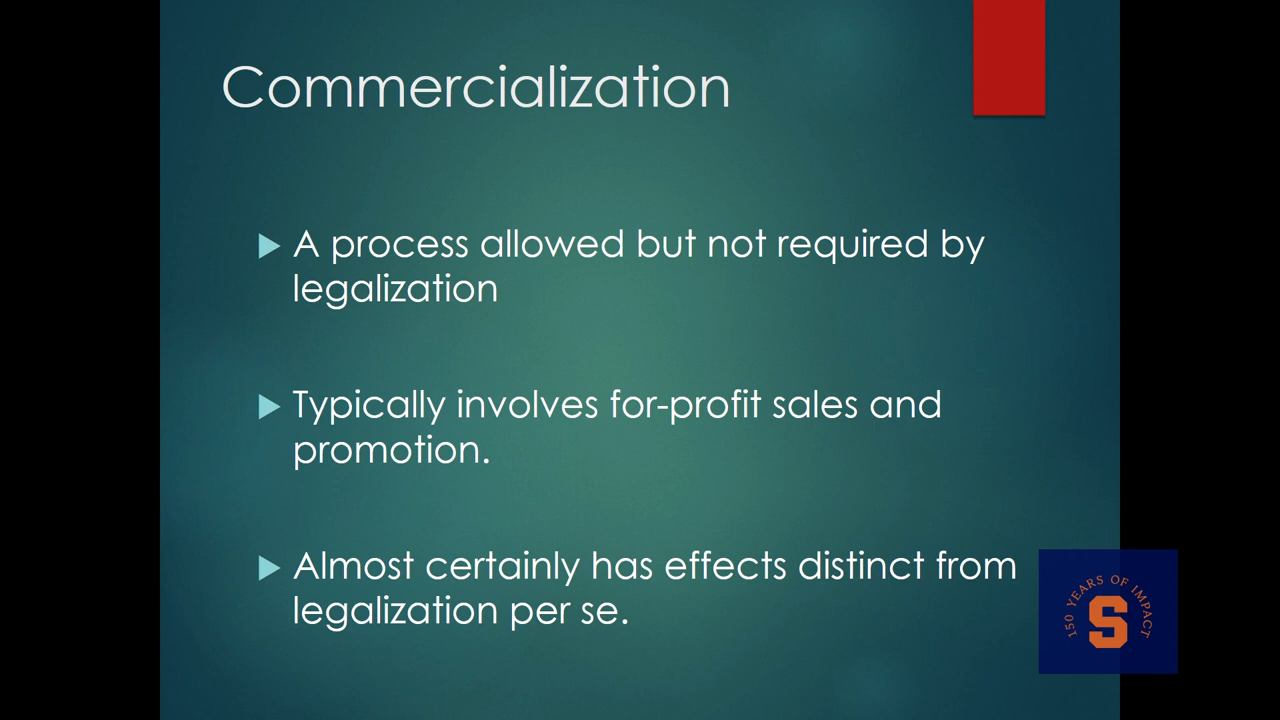 Commercialization
A process allowed but not required by
legalization
Typically involves for-profit sales and
promotion.
Almost certainly has effects distinct from
legalization per se.
150 YEARS OF IMPACT
S